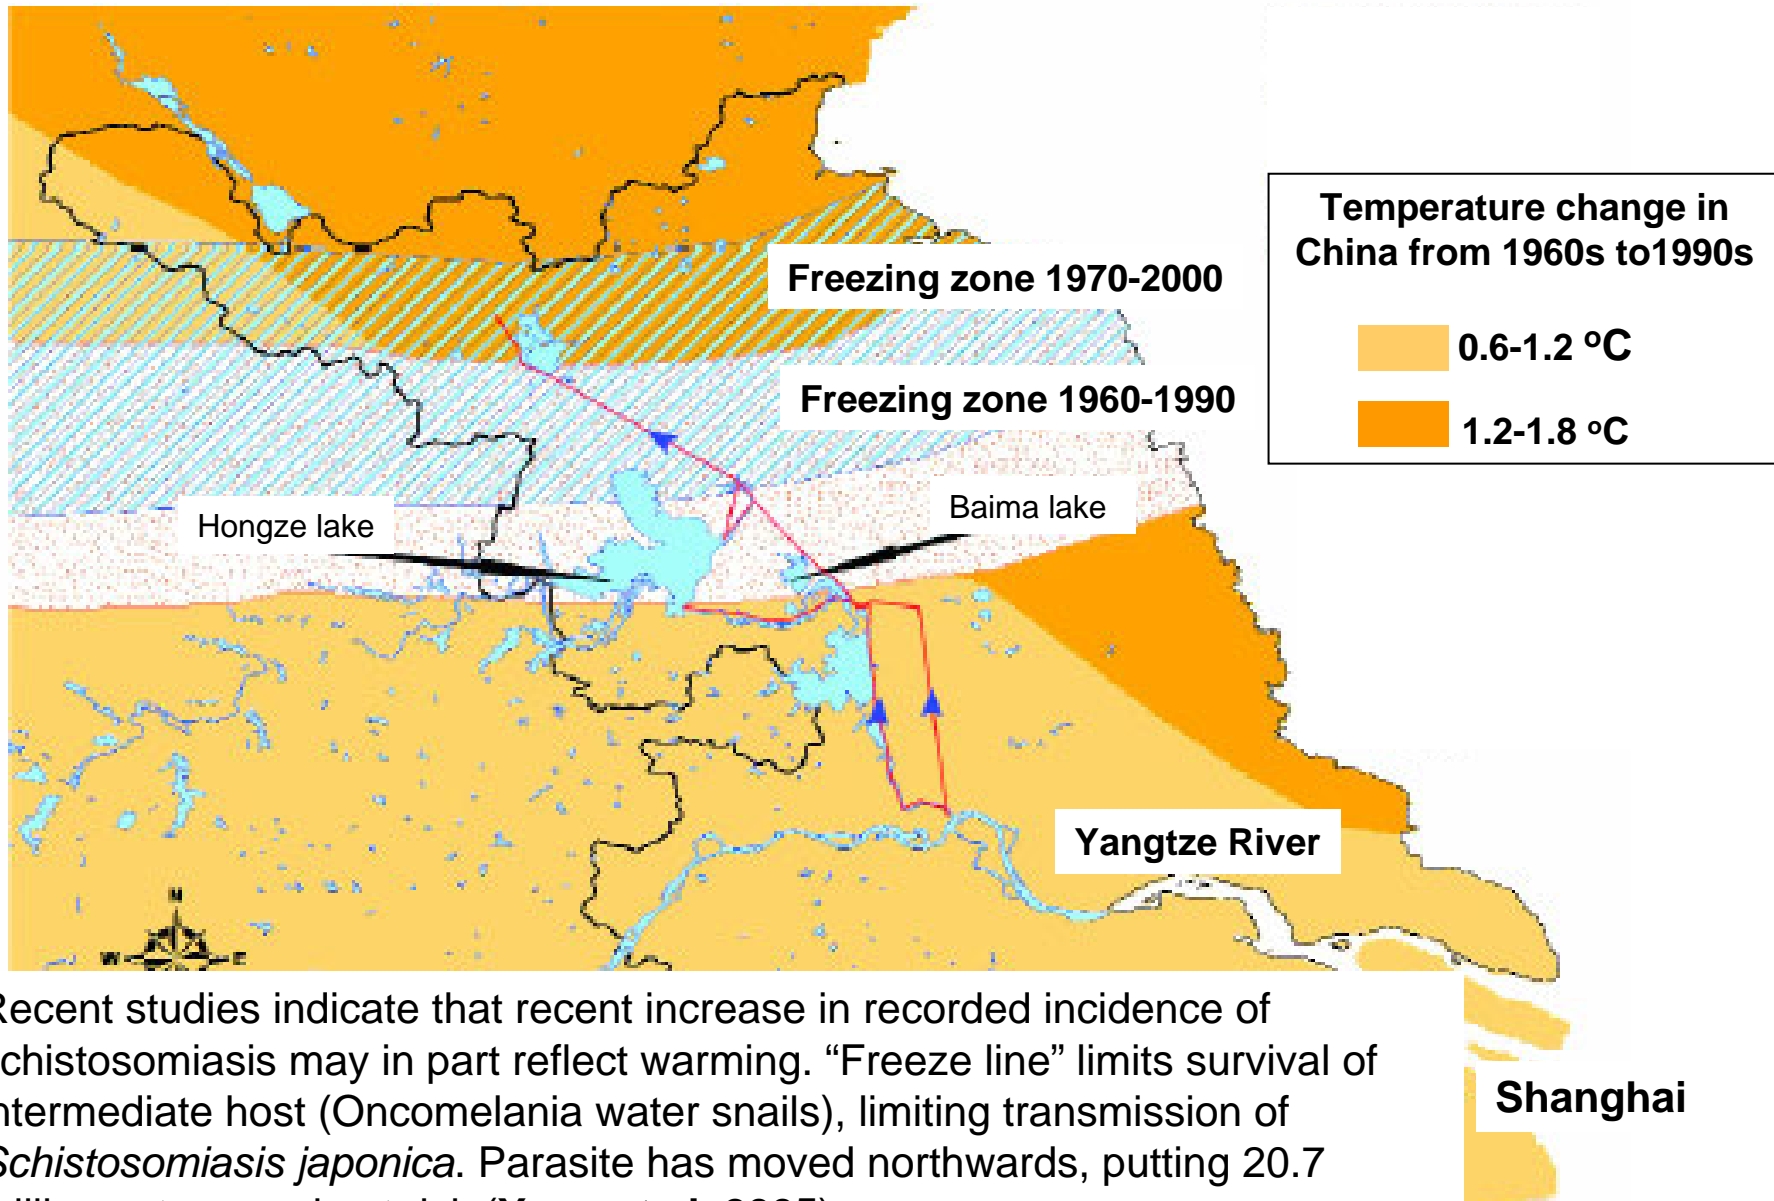 Temperature change in
China from 1960s to1990s
0.6-1.2 ºC
1.2-1.8 ºC
Freezing zone 1970-2000
Freezing zone 1960-1990
Hongze lake
Baima lake
Yangtze River
N
W E
Recent studies indicate that recent increase in recorded incidence of
chistosomiasis may in part reflect warming. “Freeze line” limits survival of
ntermediate host (Oncomelania water snails), limiting transmission of
Schistosomiasis japonica. Parasite has moved northwards, putting 20.7
Shanghai